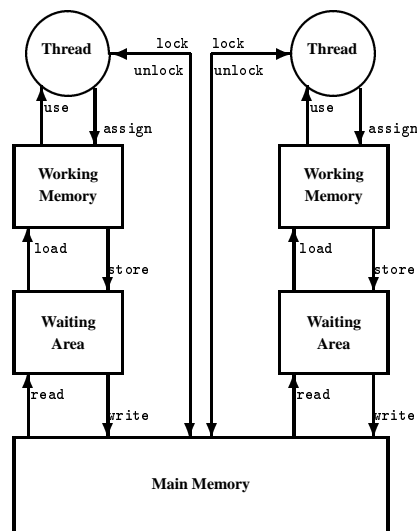 lock lock
Thread Thread
unlock unlock
use use
assign assign
Working Memory Working Memory
load load
store store
Waiting Area Waiting Area
read read
write write
Main Memory